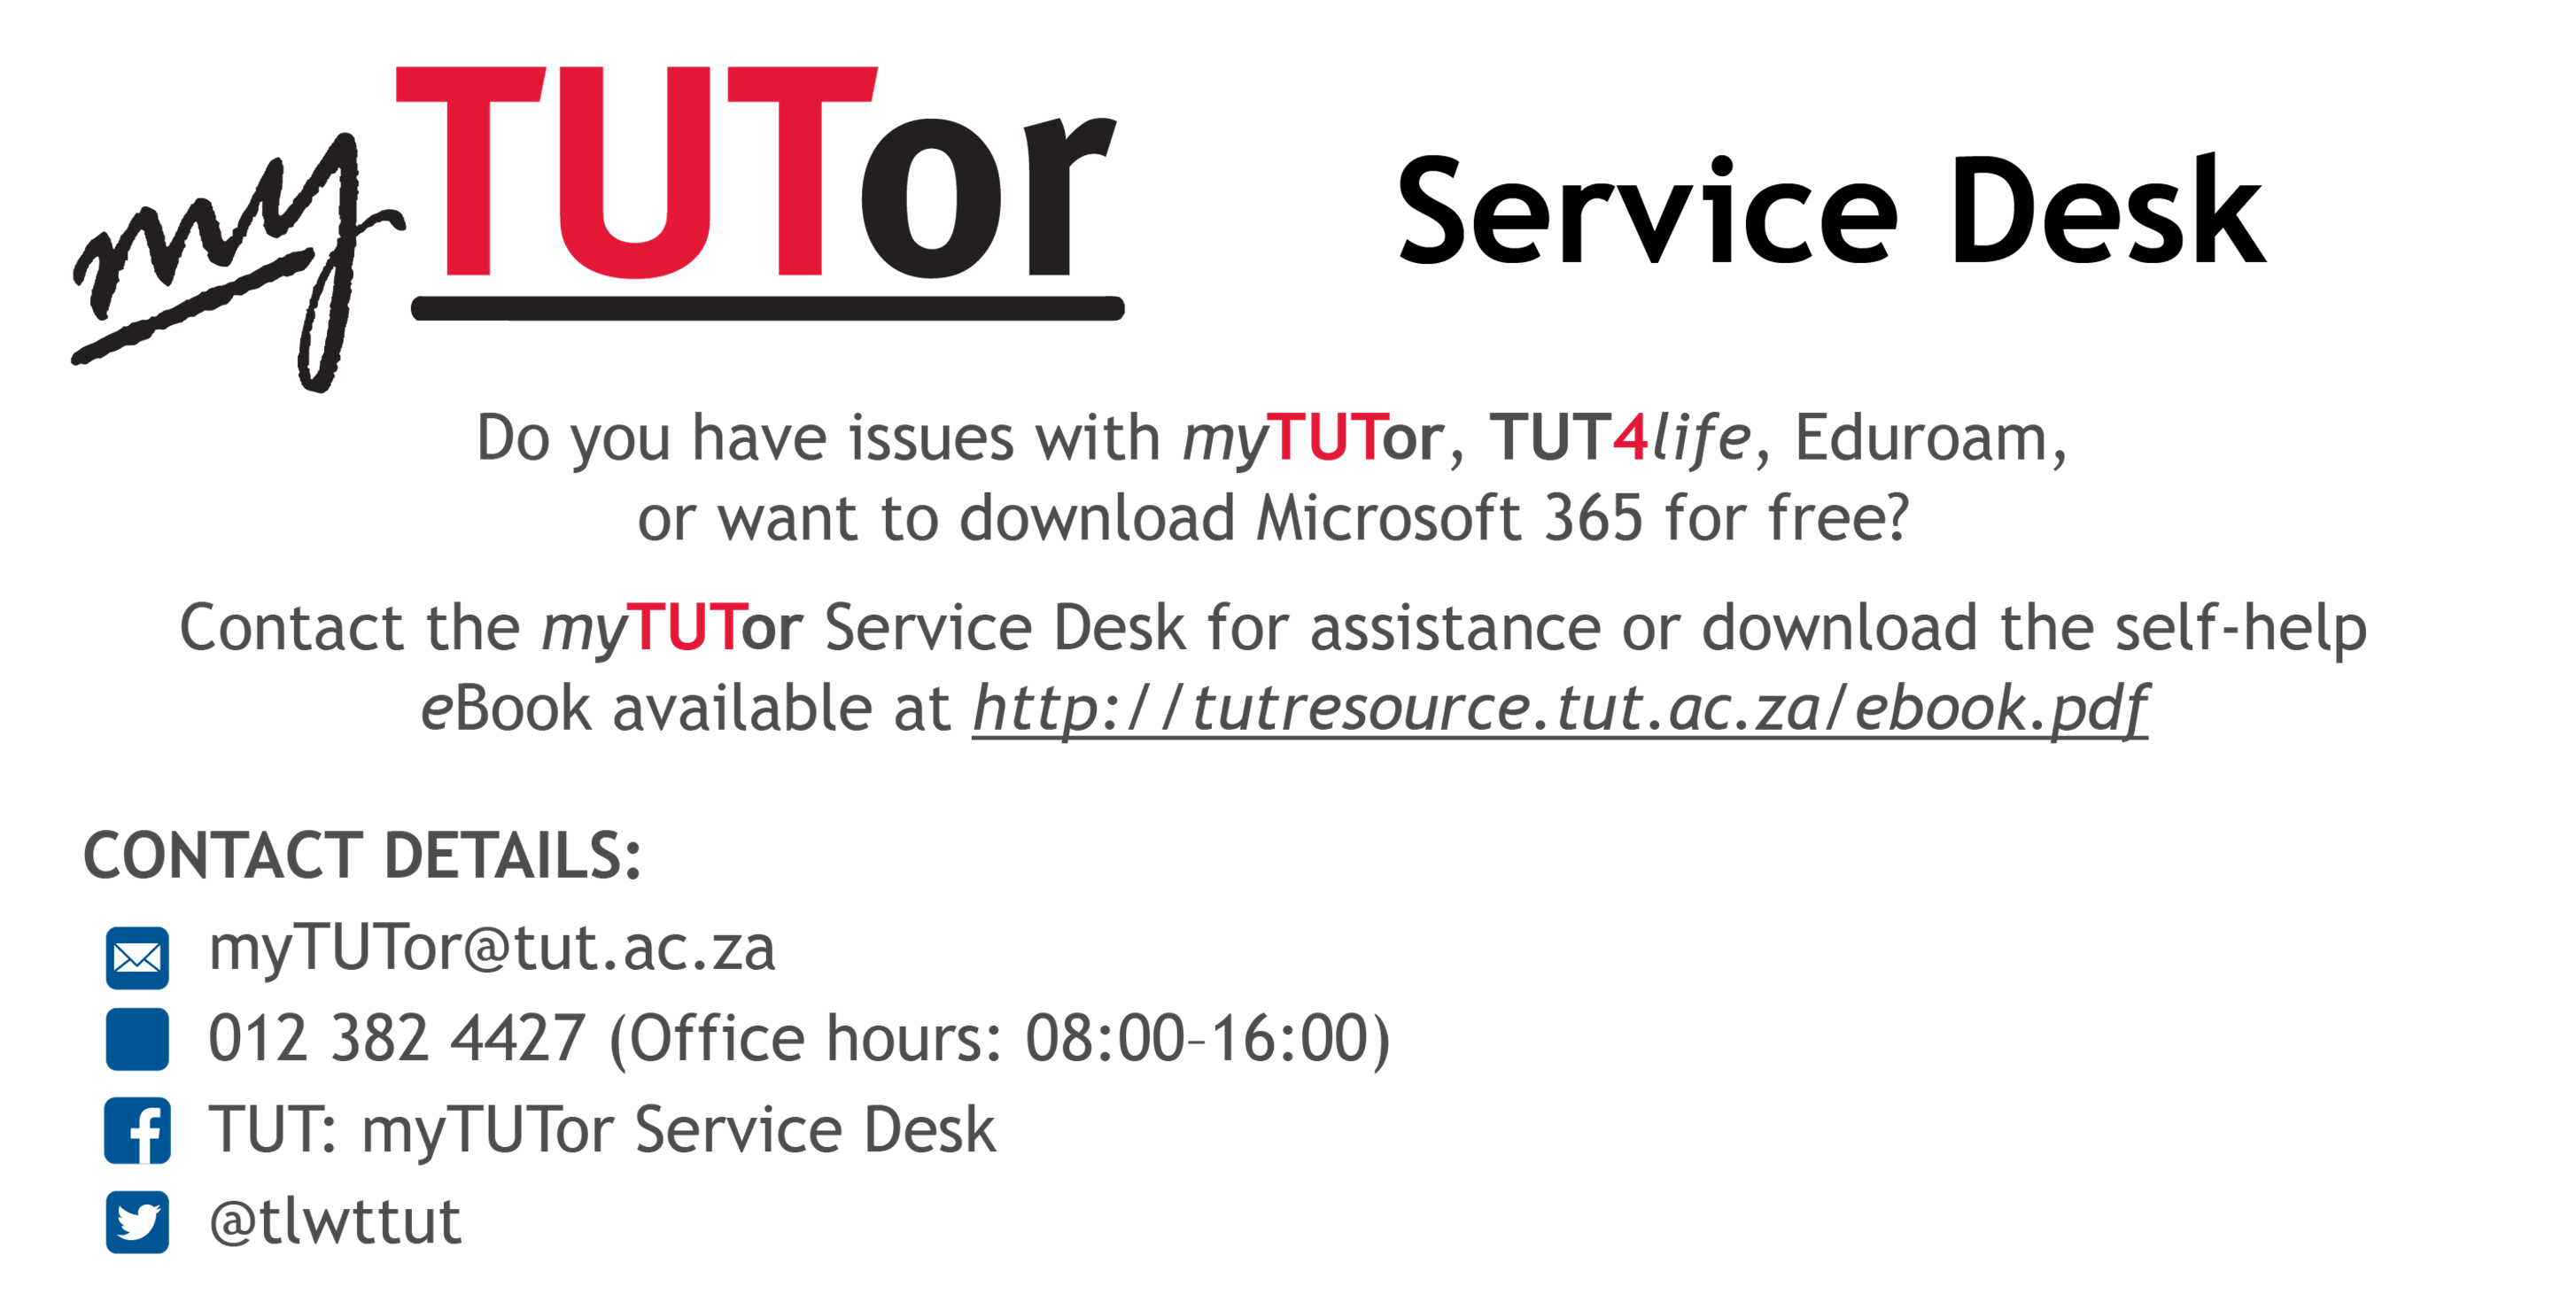 myTUTor Service Desk
Do you have issues with myTUTor, TUT4life, Eduroam,
or want to download Microsoft 365 for free?
Contact the myTUTor Service Desk for assistance or download the self-help
eBook available at http://tutresource.tut.ac.za/ebook.pdf
CONTACT DETAILS:
myTUTor@tut.ac.za
012 382 4427 (Office hours: 08:00–16:00)
TUT: myTUTor Service Desk
@tlwttut